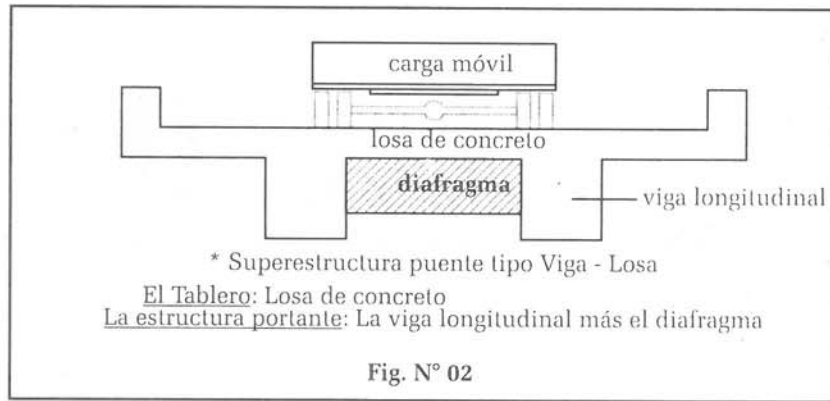 carga móvil
losa de concreto
diafragma
viga longitudinal
* Superestructura puente tipo Viga - Losa
El Tablero: Losa de concreto
La estructura portante: La viga longitudinal más el diafragma
Fig. N° 02